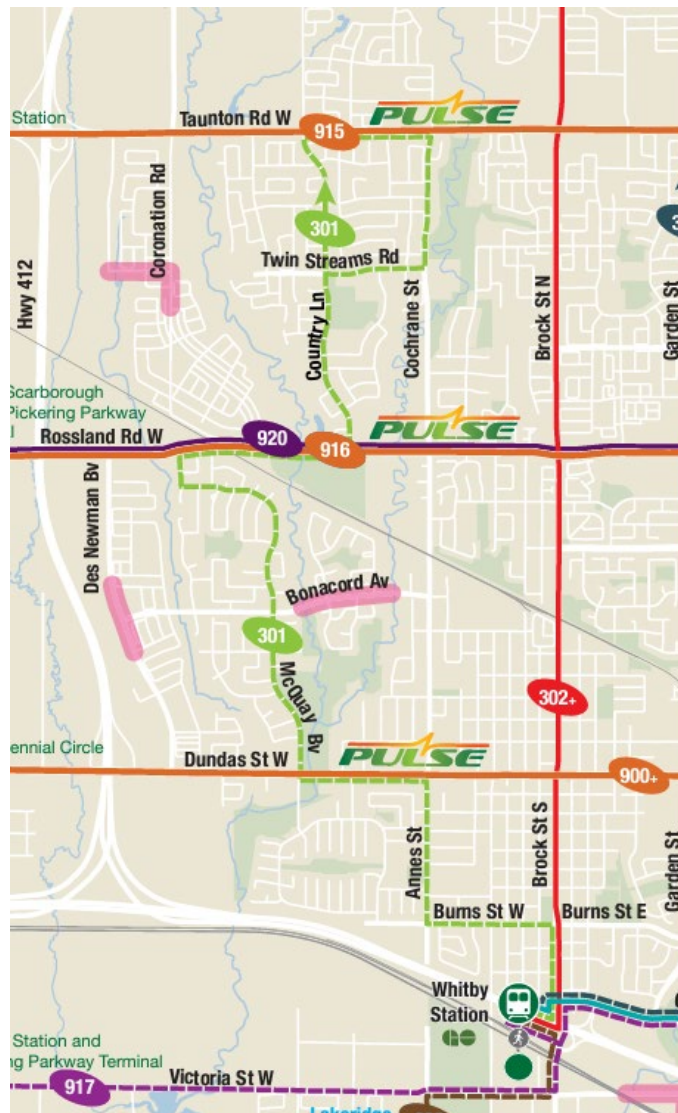 Station
Taunton Rd W
915
PULSE
Hwy 412
Coronation Rd
301
Twin Streams Rd
Country Ln
Cochrane St
Brock St N
Garden St
Scarborough
Pickering Parkway
Rossland Rd W
920
916
PULSE
Des Newman Bv
Bonacord Av
301
McQuay Bv
302+
ennial Circle
Dundas St W
PULSE
900+
Annes St
Brock St S
Garden St
Burns St W
Burns St E
Whitby
Station
GO
Station and
ng Parkway Terminal
917
Victoria St W
Lakeridge